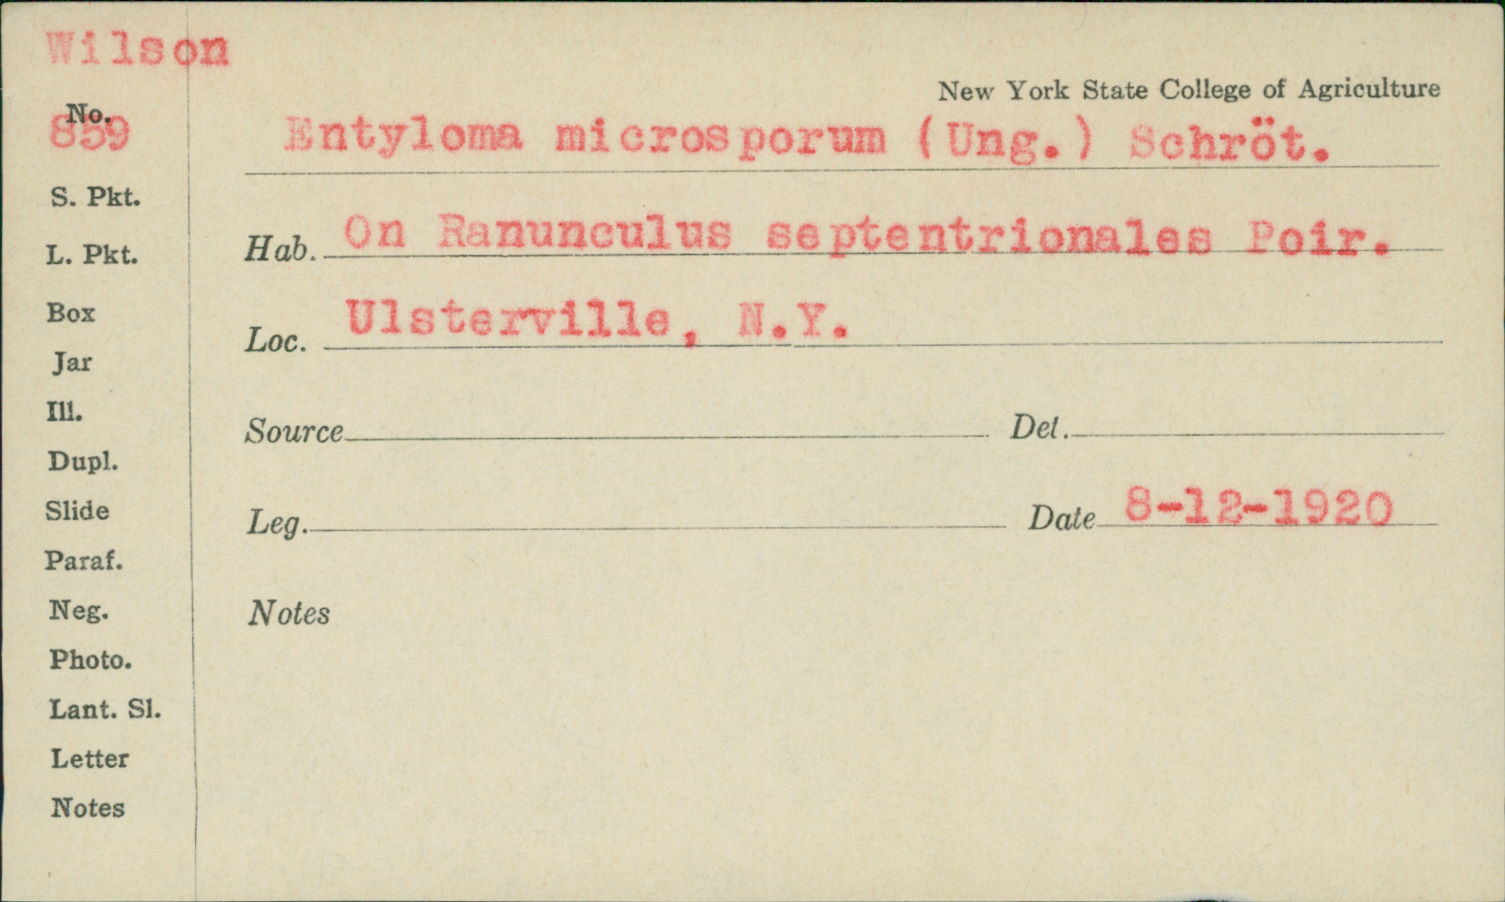 Wilson
New York State College of Agriculture
No.
859
Entyloma microsporum (Ung.) Schröt.
S. Pkt.
Hab. On Ranunculus septentrionales Poir.
L. Pkt.
Box
Loc. Ulsterville, N.Y.
Jar
Ill.
Source
Det.
Dupl.
Slide
Leg.
Date 8-12-1920
Paraf.
Neg.
Notes
Photo.
Lant. Sl.
Letter
Notes